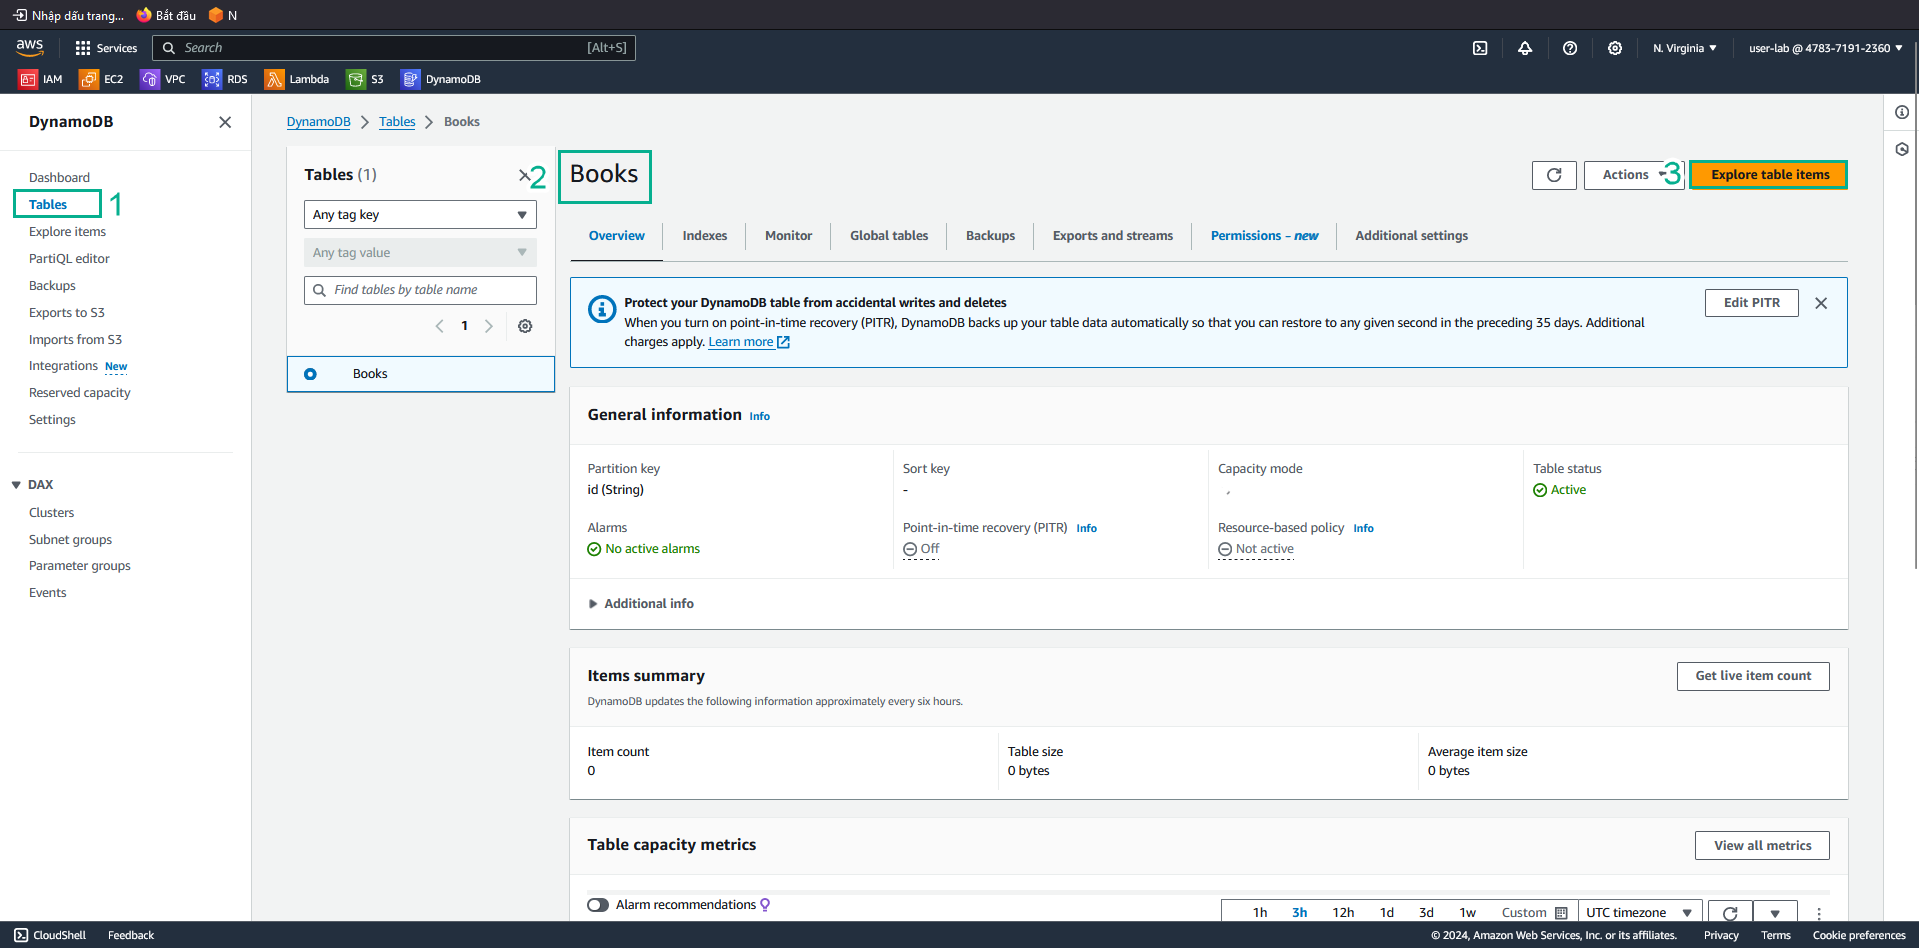 Nhập dấu trang... Bắt đầu N
aws Services Search [Alt+S] N. Virginia user-lab @ 4783-7191-2360
IAM EC2 VPC RDS Lambda S3 DynamoDB
DynamoDB
Dashboard
Tables 1
Explore items
PartiQL editor
Backups
Exports to S3
Imports from S3
Integrations New
Reserved capacity
Settings
DAX
Clusters
Subnet groups
Parameter groups
Events
DynamoDB Tables Books
Tables (1)
Any tag key
Any tag value
Find tables by table name
1
Books
2 Books
Actions 3 Explore table items
Overview Indexes Monitor Global tables Backups Exports and streams Permissions - new Additional settings
Protect your DynamoDB table from accidental writes and deletes
When you turn on point-in-time recovery (PITR), DynamoDB backs up your table data automatically so that you can restore to any given second in the preceding 35 days. Additional
charges apply. Learn more
Edit PITR
General information Info
Partition key Sort key Capacity mode Table status
id (String) - Active
Alarms Point-in-time recovery (PITR) Info Resource-based policy Info
No active alarms Off Not active
Additional info
Items summary Get live item count
DynamoDB updates the following information approximately every six hours.
Item count Table size Average item size
0 0 bytes 0 bytes
Table capacity metrics View all metrics
Alarm recommendations 1h 3h 12h 1d 3d 1w Custom UTC timezone
CloudShell Feedback © 2024, Amazon Web Services, Inc. or its affiliates. Privacy Terms Cookie preferences